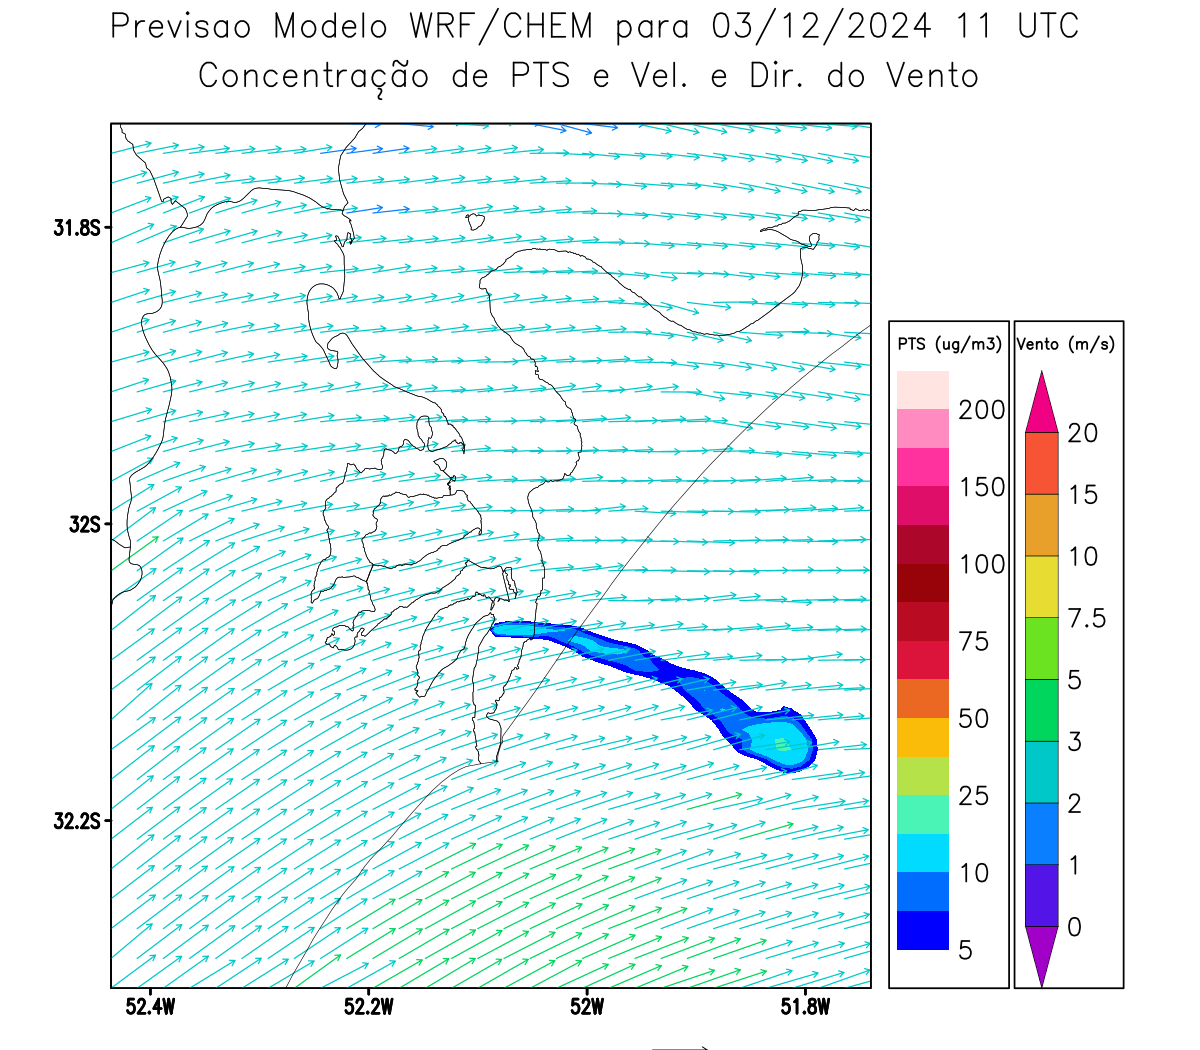 Previsao Modelo WRF/CHEM para 03/12/2024 11 UTC
Concentração de PTS e Vel. e Dir. do Vento
31.8S
32S
32.2S
52.4W
52.2W
52W
51.8W
PTS (ug/m3)
200
150
100
75
50
25
10
5
Vento (m/s)
20
15
10
7.5
5
3
2
1
0